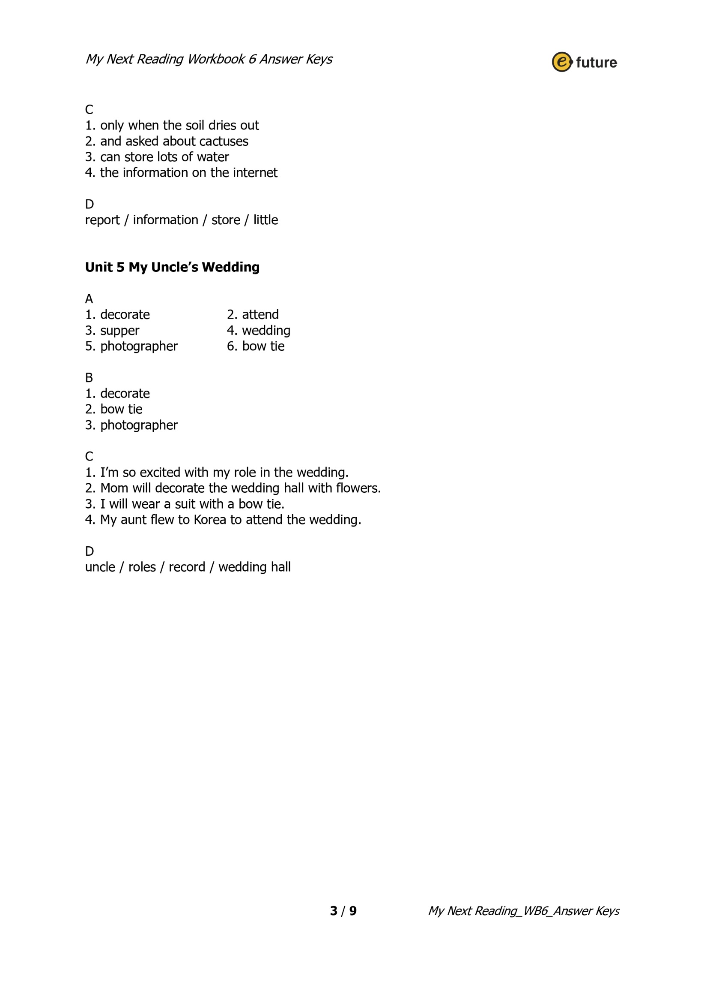 My Next Reading Workbook 6 Answer Keys
e future
C
1. only when the soil dries out
2. and asked about cactuses
3. can store lots of water
4. the information on the internet
D
report / information / store / little
Unit 5 My Uncle’s Wedding
A
1. decorate 2. attend
3. supper 4. wedding
5. photographer 6. bow tie
B
1. decorate
2. bow tie
3. photographer
C
1. I’m so excited with my role in the wedding.
2. Mom will decorate the wedding hall with flowers.
3. I will wear a suit with a bow tie.
4. My aunt flew to Korea to attend the wedding.
D
uncle / roles / record / wedding hall
3 / 9 My Next Reading_WB6_Answer Keys